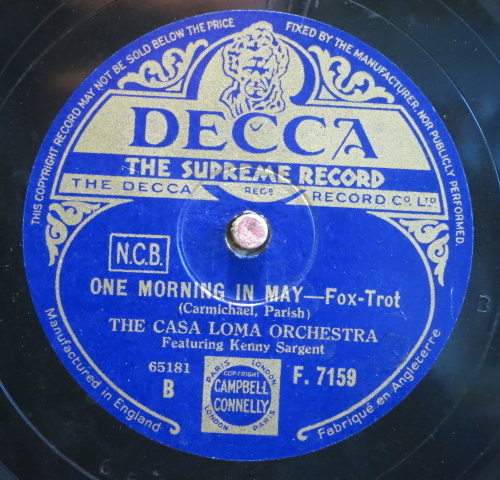 THIS COPYRIGHT RECORD MAY NOT BE SOLD BELOW THE PRICE FIXED BY THE MANUFACTURER, NOR PUBLICLY PERFORMED.
DECCA
THE SUPREME RECORD
THE DECCA REGD RECORD CO. LTD
N.C.B.
ONE MORNING IN MAY—Fox-Trot
(Carmichael, Parish)
THE CASA LOMA ORCHESTRA
Featuring Kenny Sargent
65181
B
PARIS LONDON
COPYRIGHT
CAMPBELL
CONNELLY
LONDON PARIS
F. 7159
Manufactured in England
Fabriqué en Angleterre
B